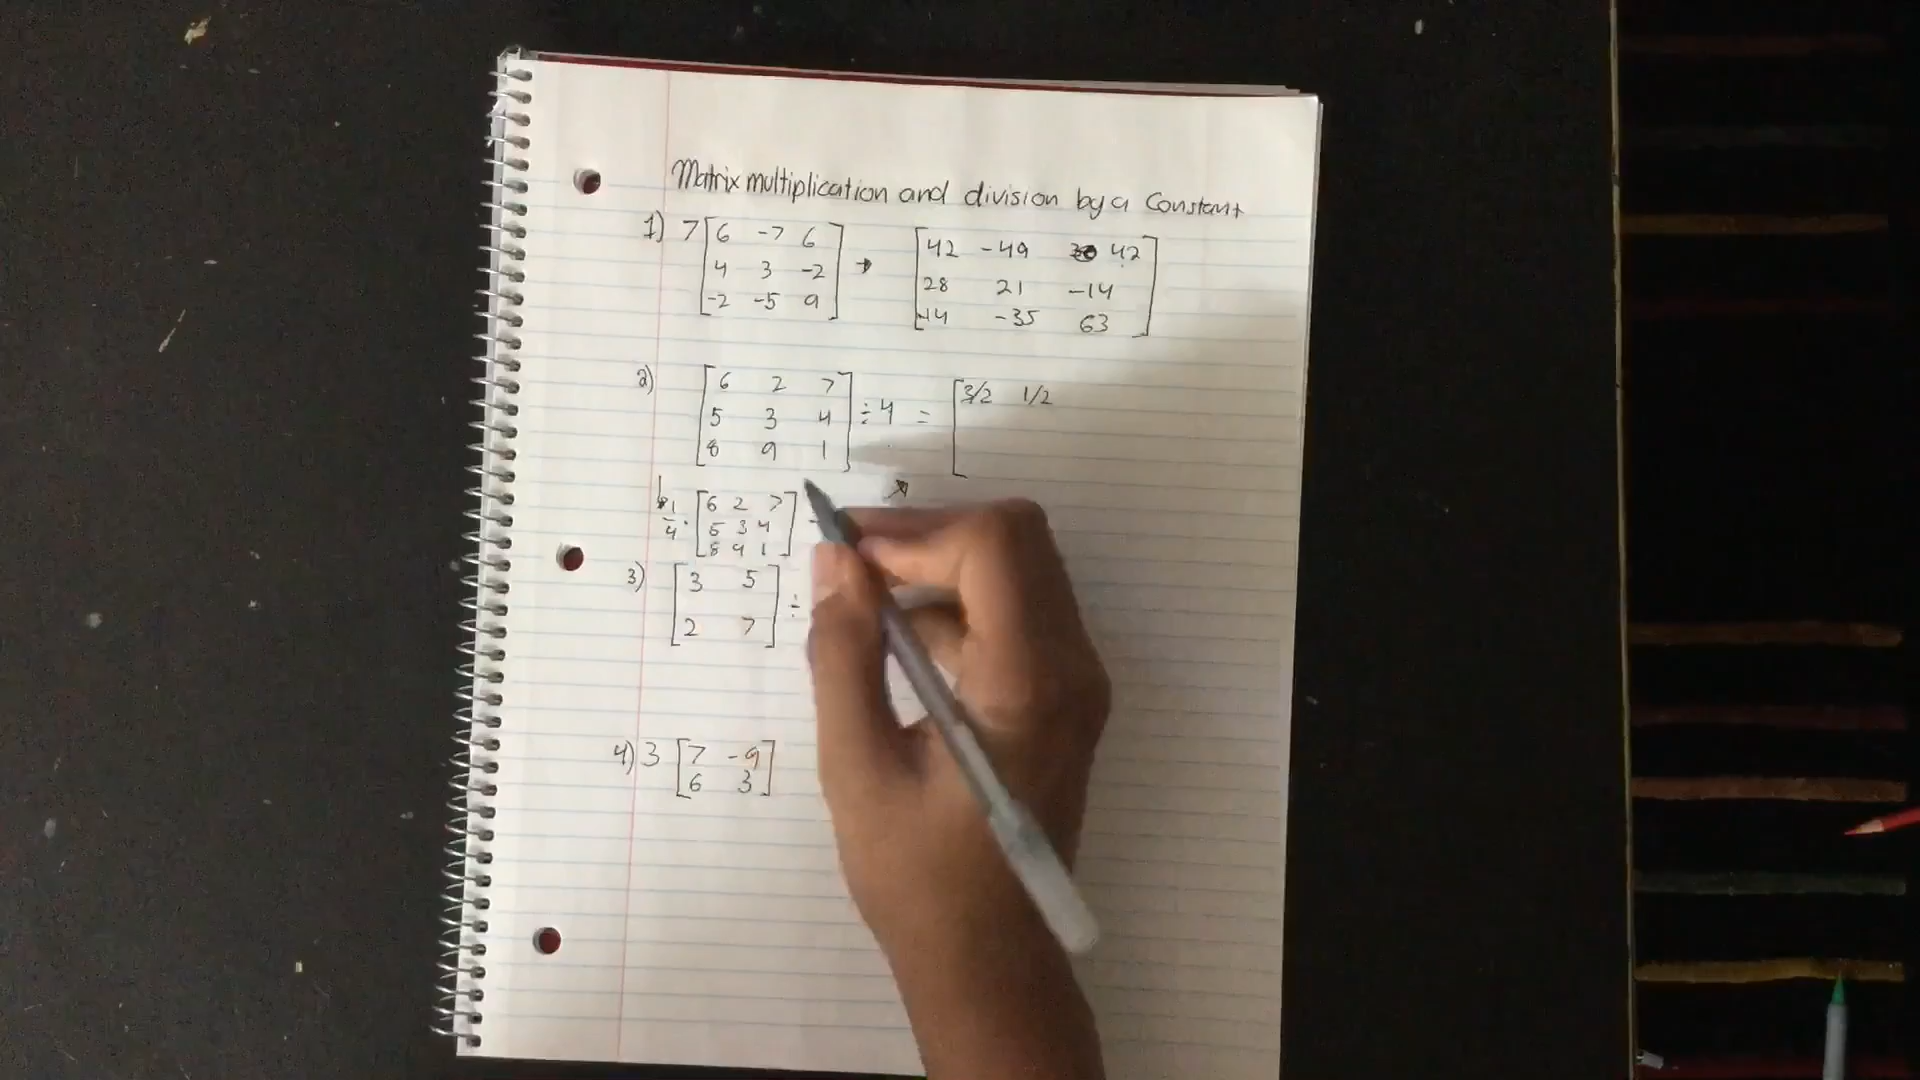 Matrix multiplication and division by a Constant
1) 7 [6 -7 6] → [42 -49 42]
4 3 -2 28 21 -14
-2 -5 9 -14 -35 63
2) [6 2 7] ÷ 4 = [3/2 1/2
5 3 4
8 9 1
1/4 · [6 2 7]
5 3 4
8 9 1
3) [3 5] ÷
2 7
4) 3 [7 -9]
6 3